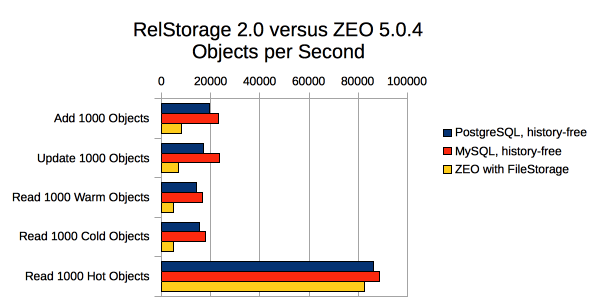 RelStorage 2.0 versus ZEO 5.0.4
Objects per Second
0 20000 40000 60000 80000 100000
Add 1000 Objects
Update 1000 Objects
Read 1000 Warm Objects
Read 1000 Cold Objects
Read 1000 Hot Objects
PostgreSQL, history-free
MySQL, history-free
ZEO with FileStorage